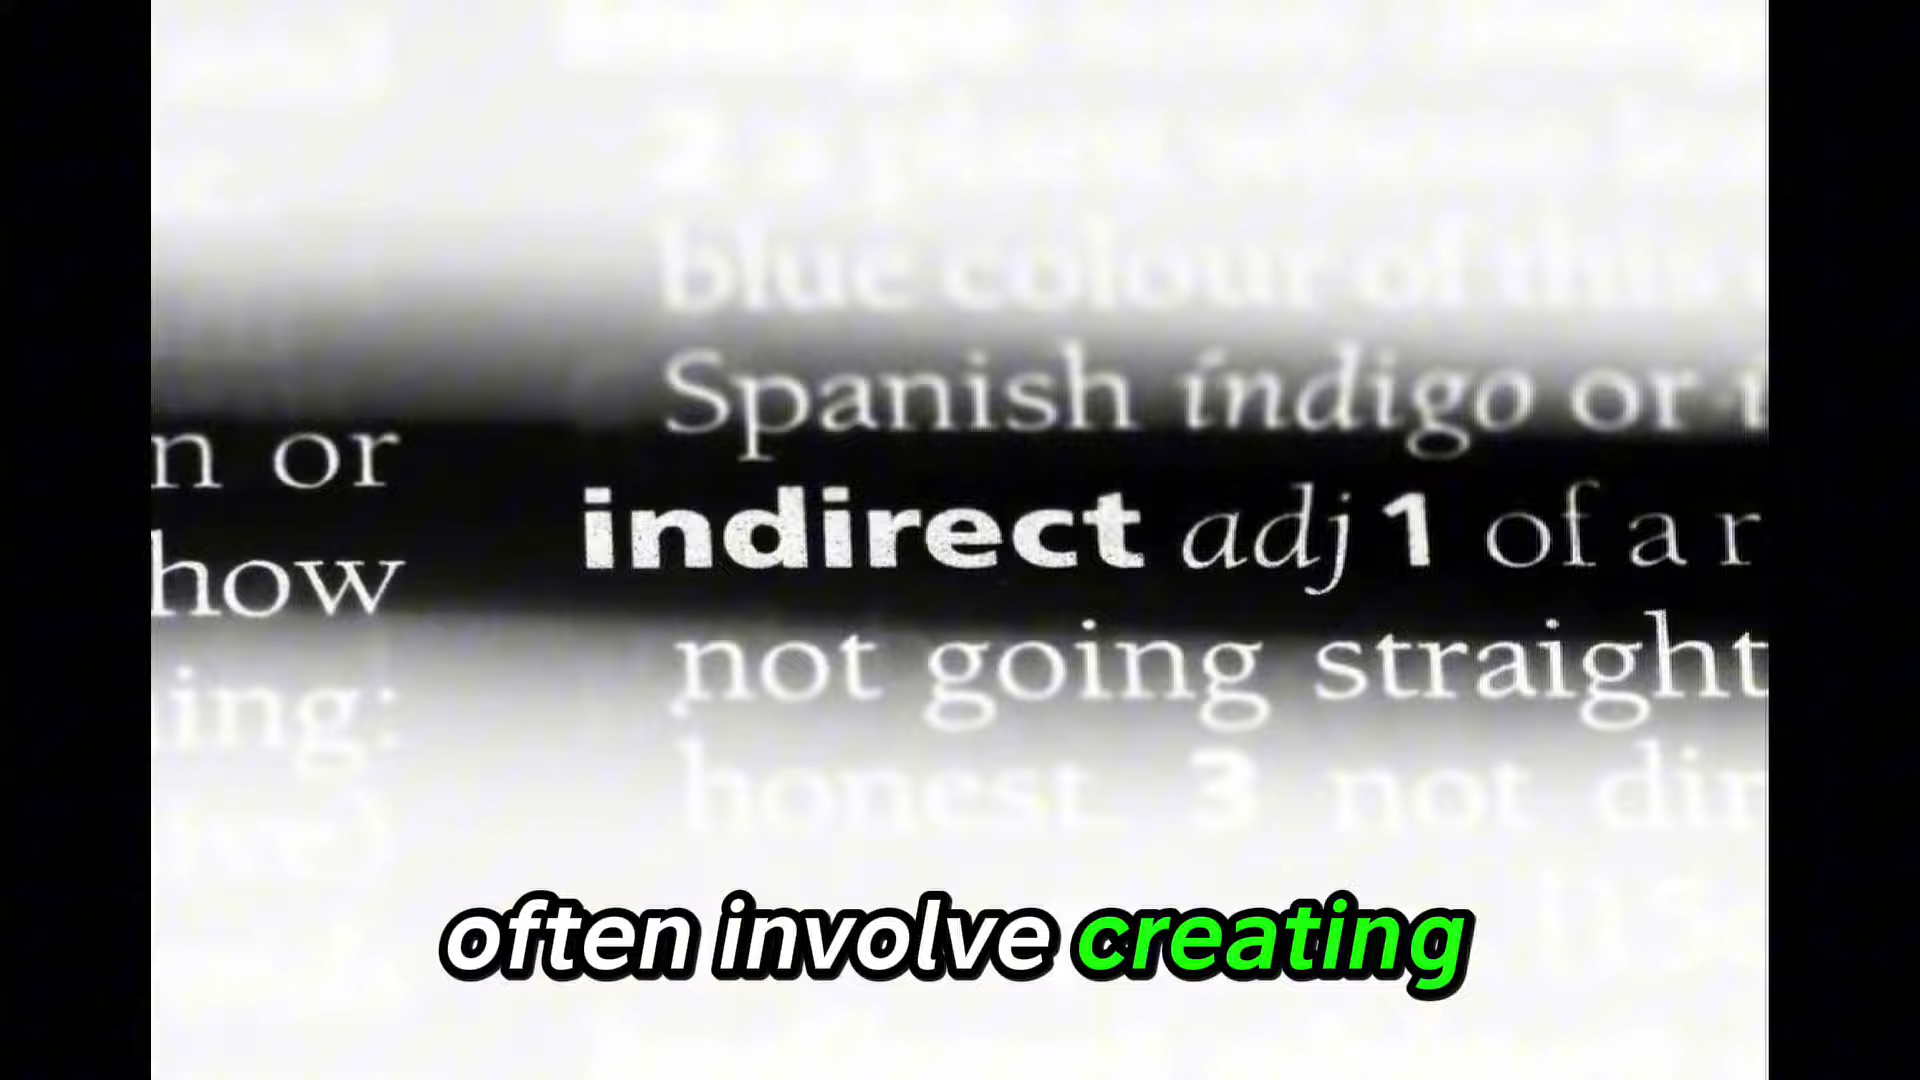 blue colour of this
Spanish indigo or
n or
indirect adj 1 of a r
how
not going straight
ing:
honest 3 not dir
often involve creating